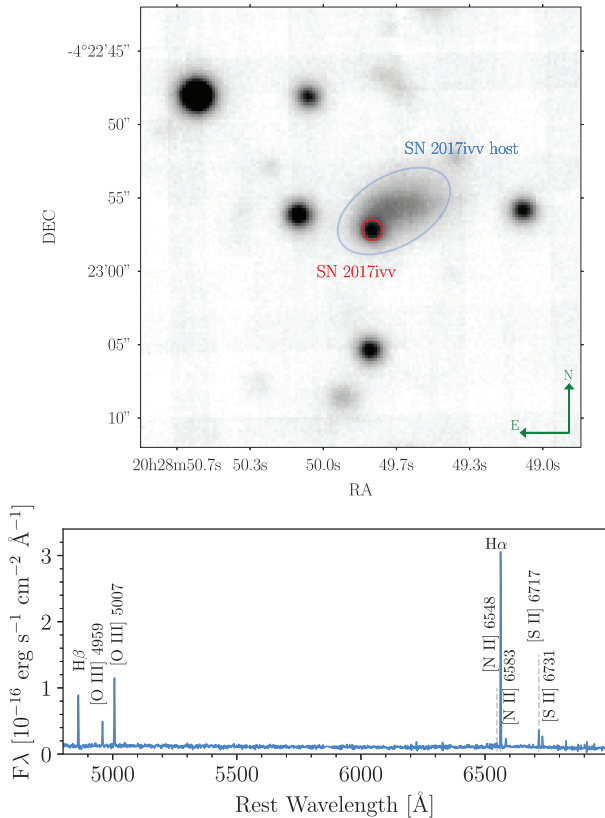 -4°22'45"
50"
55"
23'00"
05"
10"
DEC
SN 2017ivv host
SN 2017ivv
N
E
20h28m50.7s 50.3s 50.0s 49.7s 49.3s 49.0s
RA
Hβ
[O III] 4959
[O III] 5007
Hα
[N II] 6548
[N II] 6583
[S II] 6717
[S II] 6731
3
2
1
0
Fλ [10⁻¹⁶ erg s⁻¹ cm⁻² Å⁻¹]
5000 5500 6000 6500
Rest Wavelength [Å]